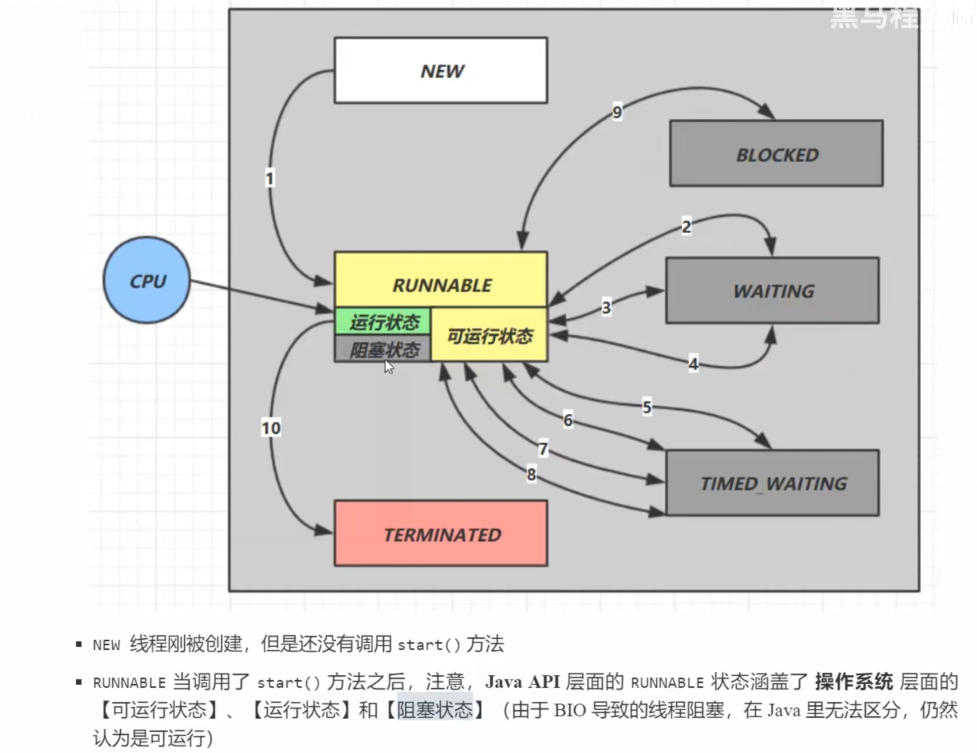 黑马程
NEW
9
BLOCKED
1
2
CPU
RUNNABLE
WAITING
运行状态
可运行状态
3
阻塞状态
4
5
6
10
7
8
TIMED_WAITING
TERMINATED
NEW 线程刚被创建，但是还没有调用 start() 方法
RUNNABLE 当调用了 start() 方法之后，注意，Java API 层面的 RUNNABLE 状态涵盖了 操作系统 层面的
【可运行状态】、【运行状态】和【阻塞状态】（由于 BIO 导致的线程阻塞，在 Java 里无法区分，仍然
认为是可运行）